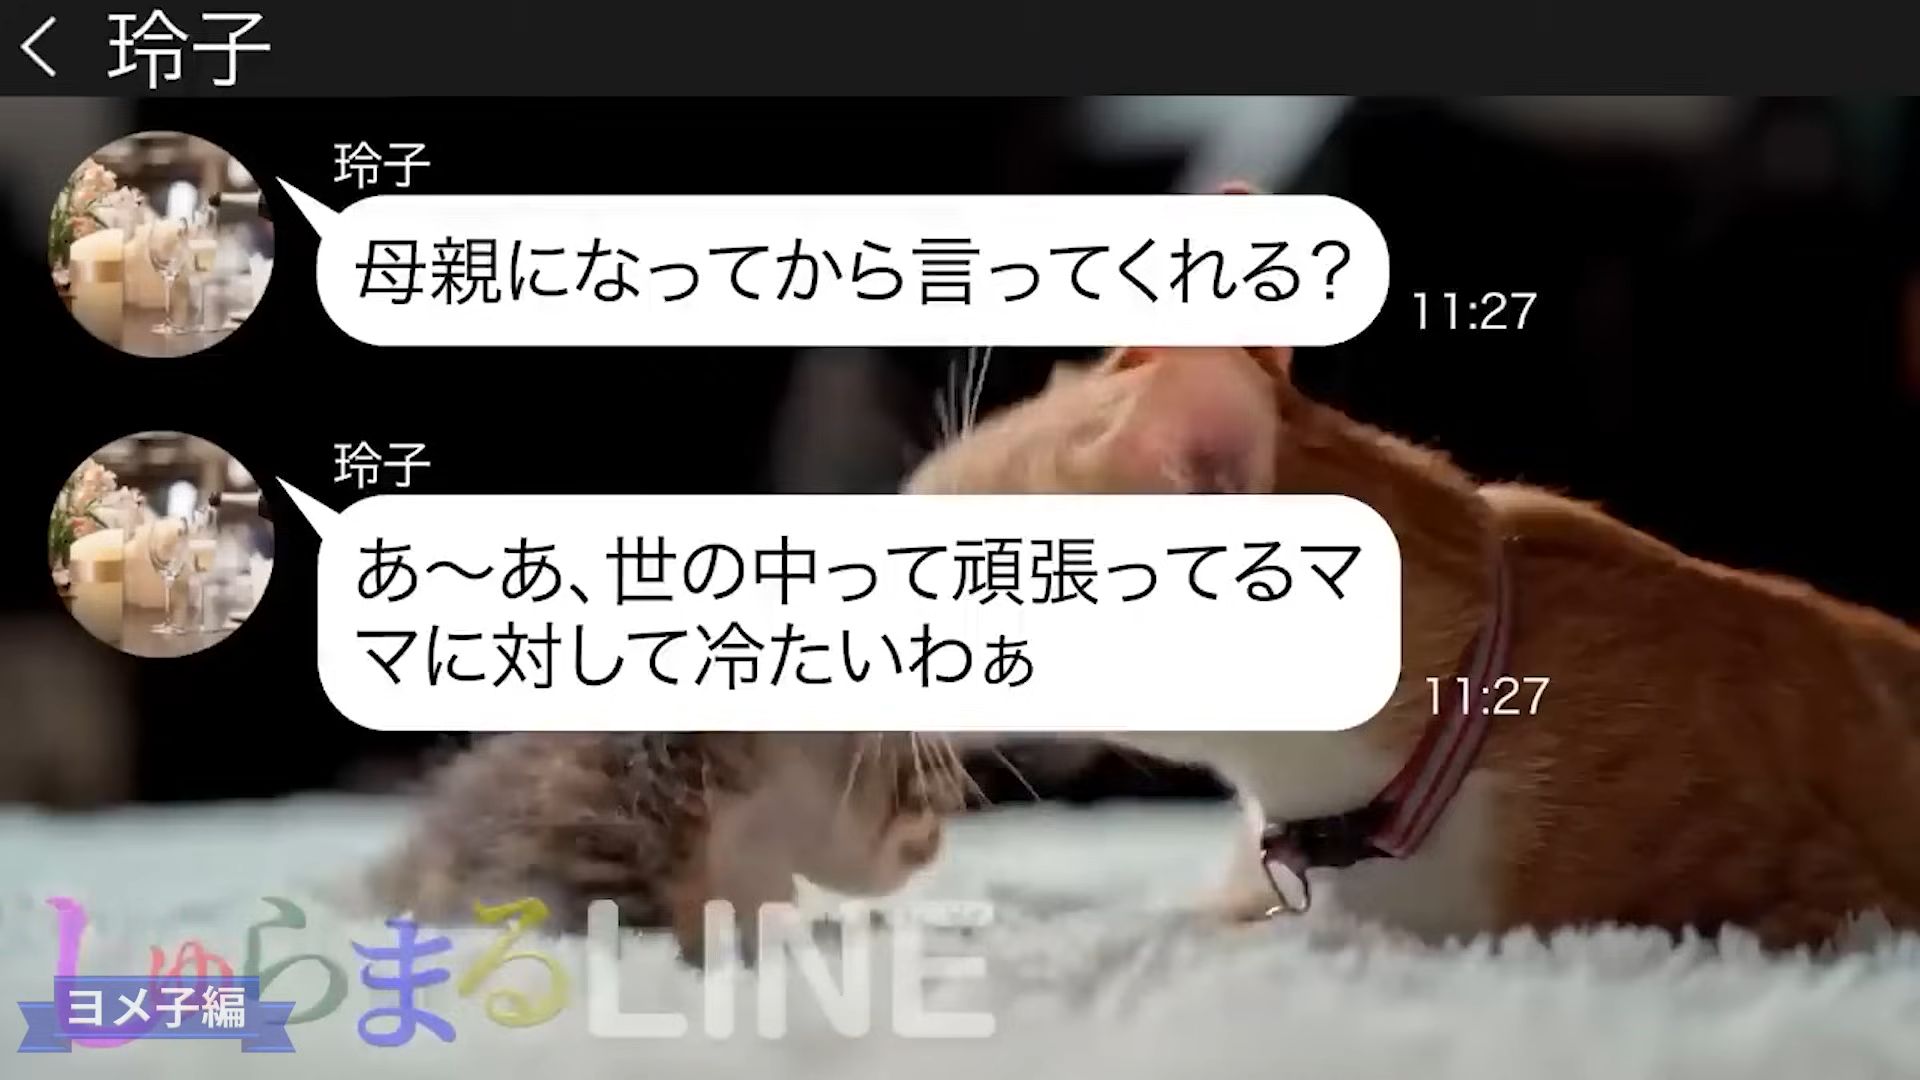 玲子
玲子
母親になってから言ってくれる？
11:27
玲子
あ〜あ、世の中って頑張ってるマ
マに対して冷たいわぁ
11:27
しゅらまるLINE
ヨメ子編